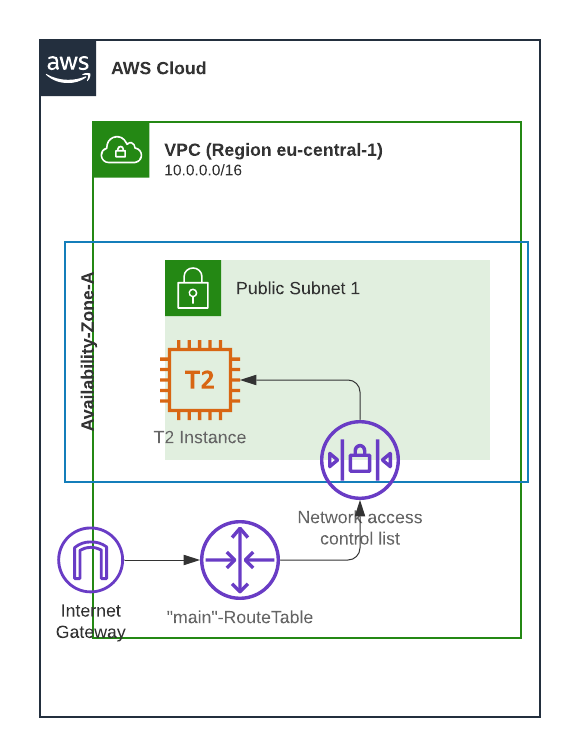 aws
AWS Cloud
VPC (Region eu-central-1)
10.0.0.0/16
Availability-Zone-A
Public Subnet 1
T2
T2 Instance
Network access
control list
Internet
Gateway
"main"-RouteTable